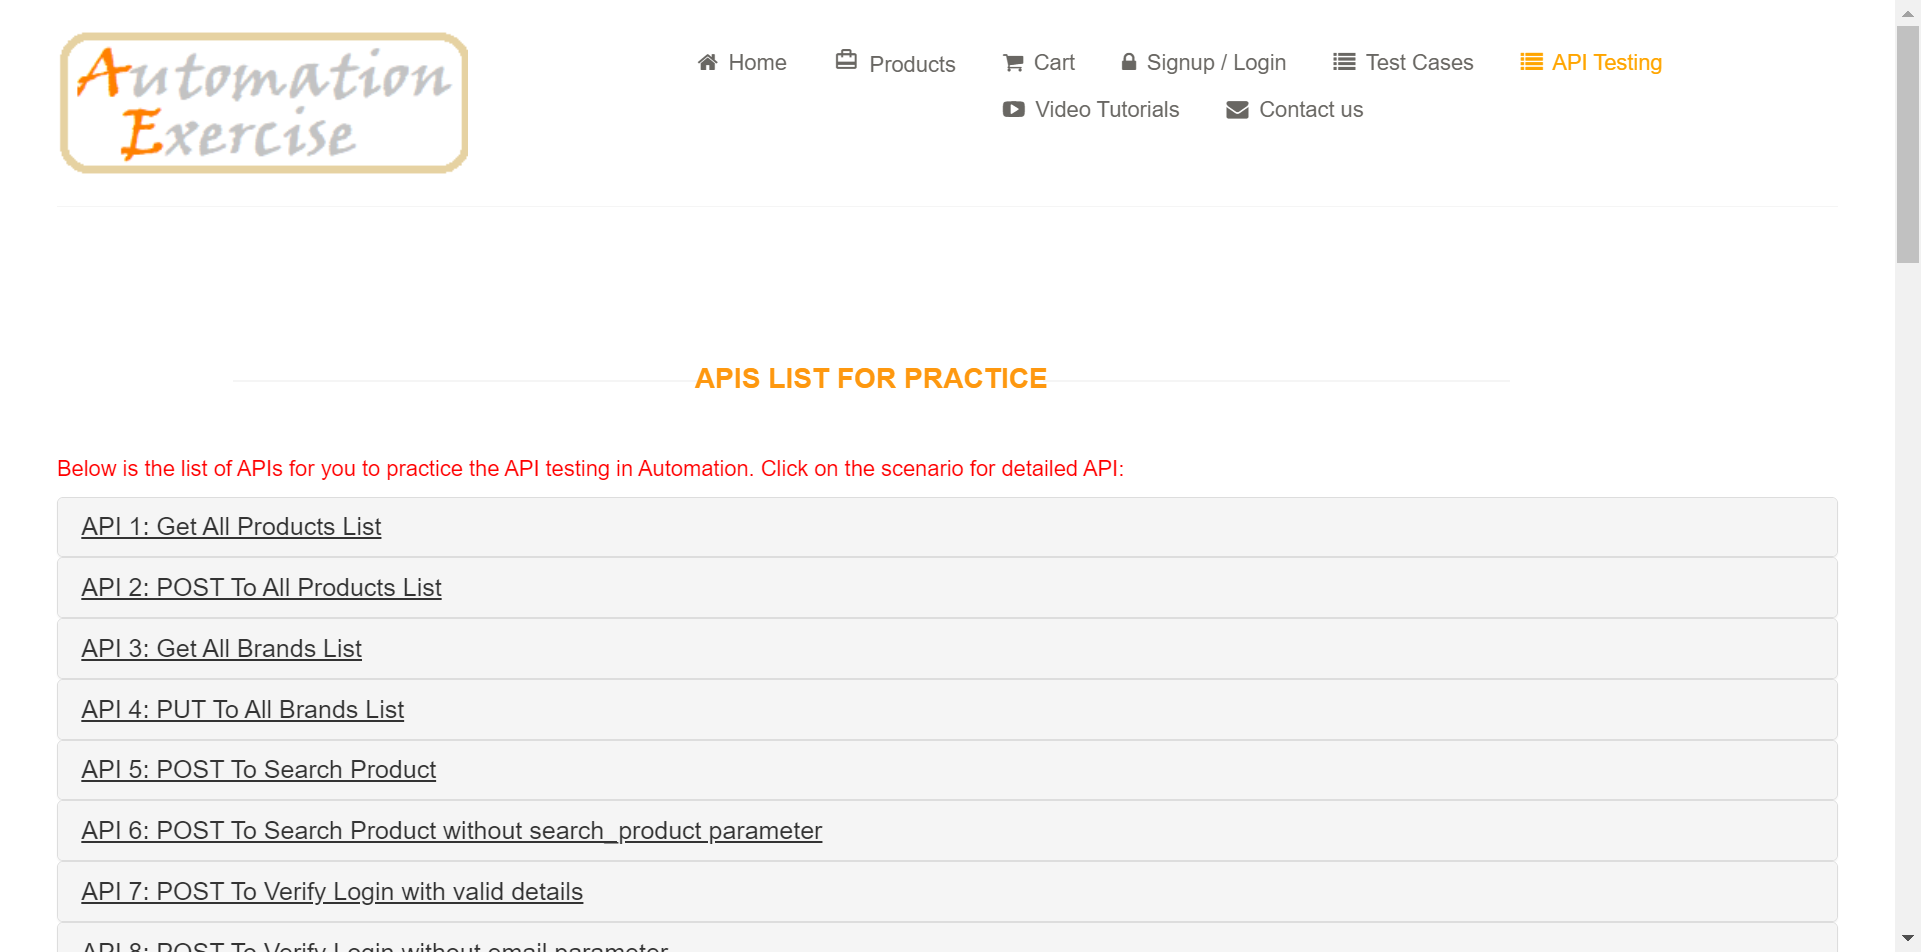 Automation
Exercise
Home
Products
Cart
Signup / Login
Test Cases
API Testing
Video Tutorials
Contact us
APIS LIST FOR PRACTICE
Below is the list of APIs for you to practice the API testing in Automation. Click on the scenario for detailed API:
API 1: Get All Products List
API 2: POST To All Products List
API 3: Get All Brands List
API 4: PUT To All Brands List
API 5: POST To Search Product
API 6: POST To Search Product without search_product parameter
API 7: POST To Verify Login with valid details
API 8: POST To Verify Login without email parameter